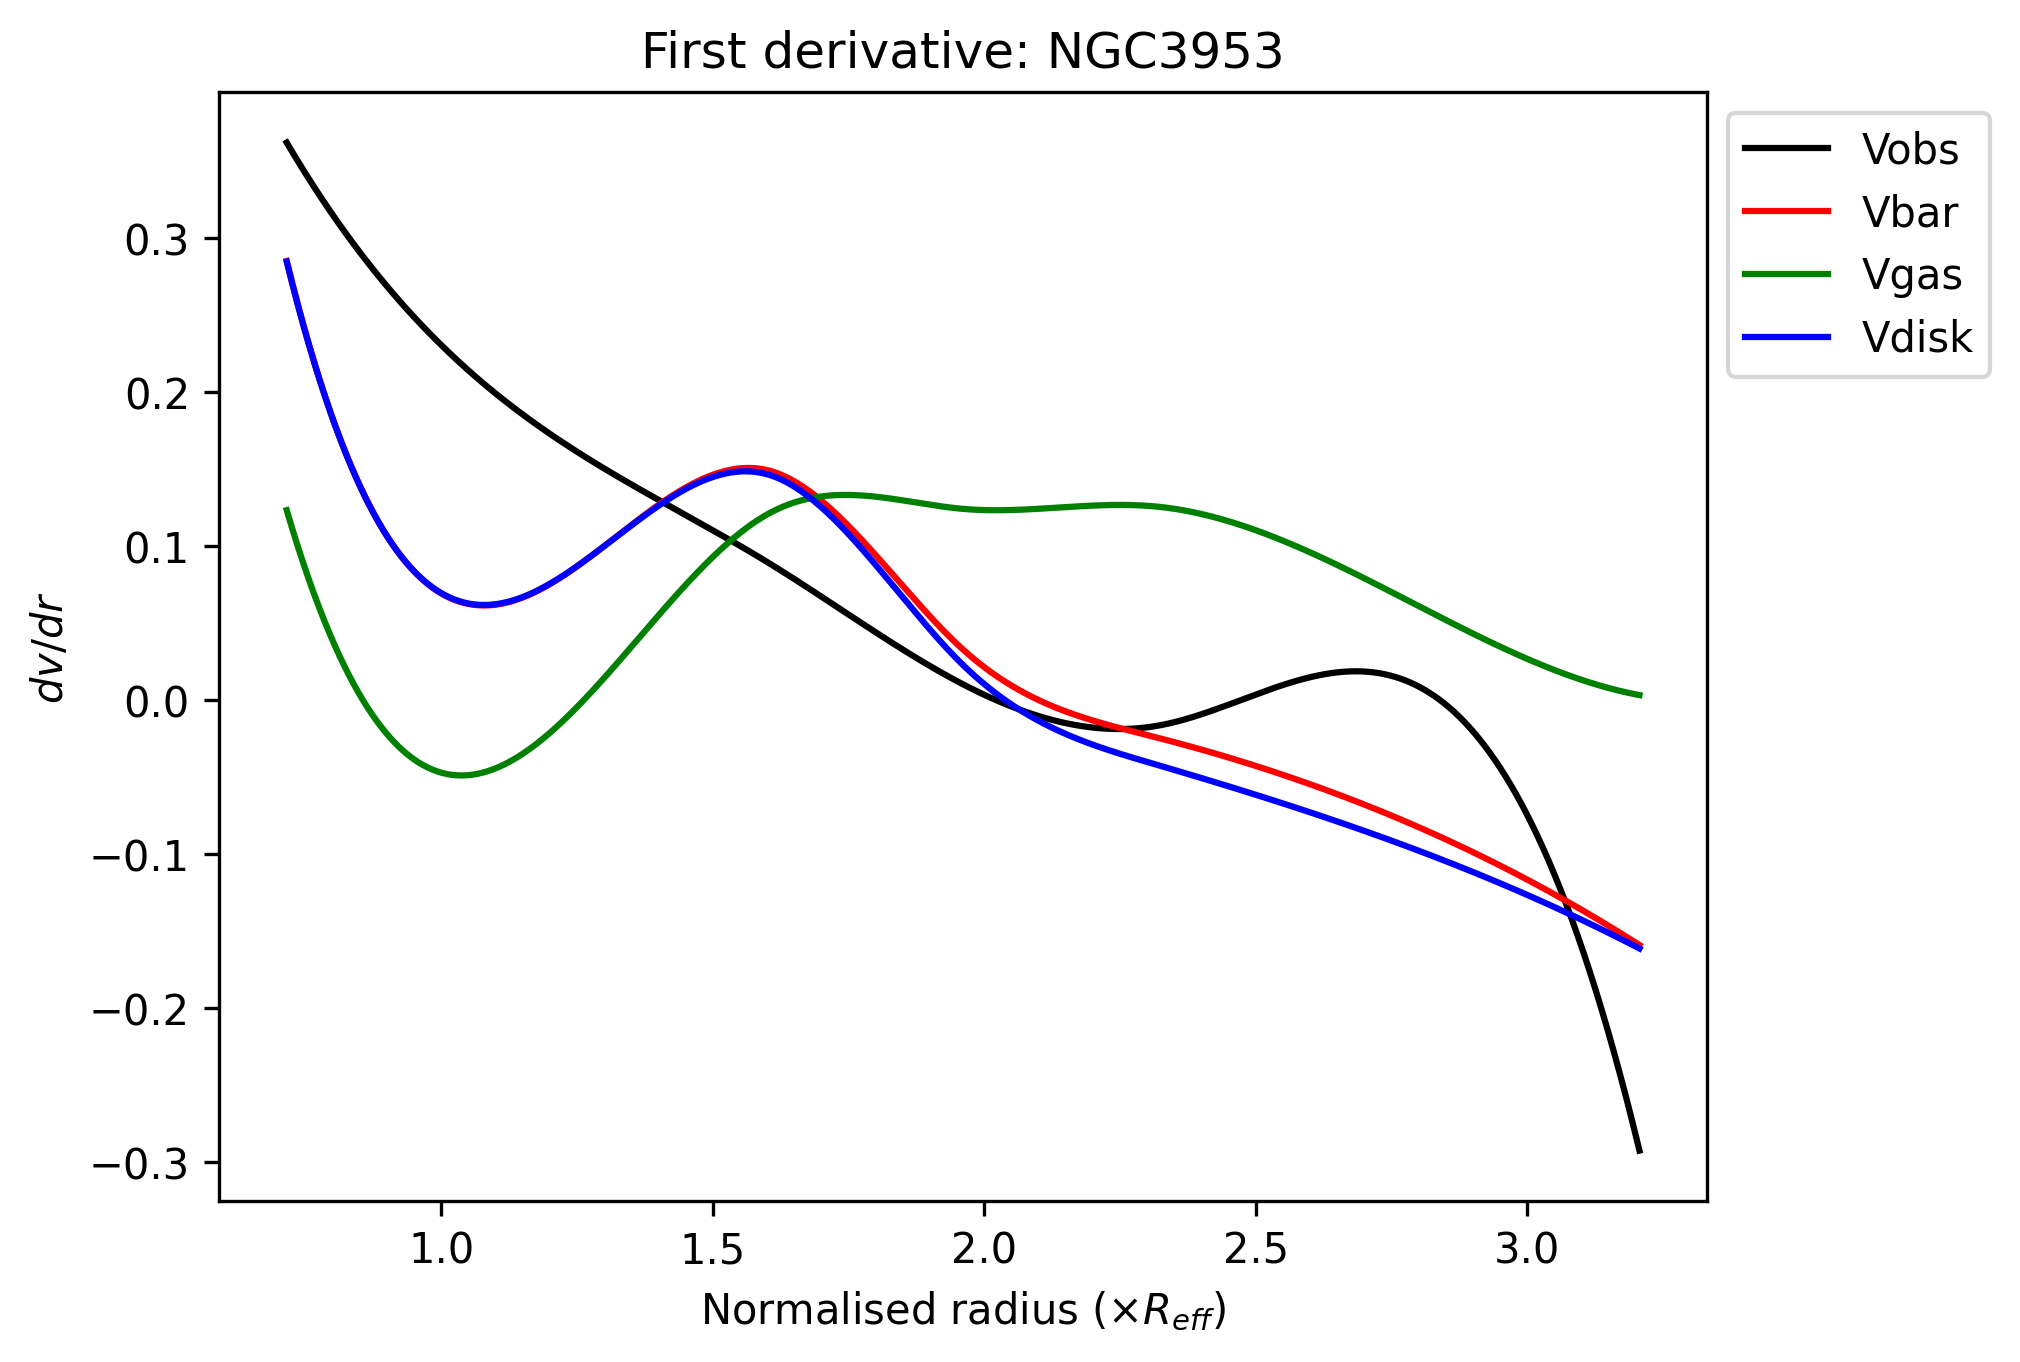 First derivative: NGC3953
Vobs
Vbar
Vgas
Vdisk
dv/dr
0.3
0.2
0.1
0.0
−0.1
−0.2
−0.3
1.0 1.5 2.0 2.5 3.0
Normalised radius (×R_eff)